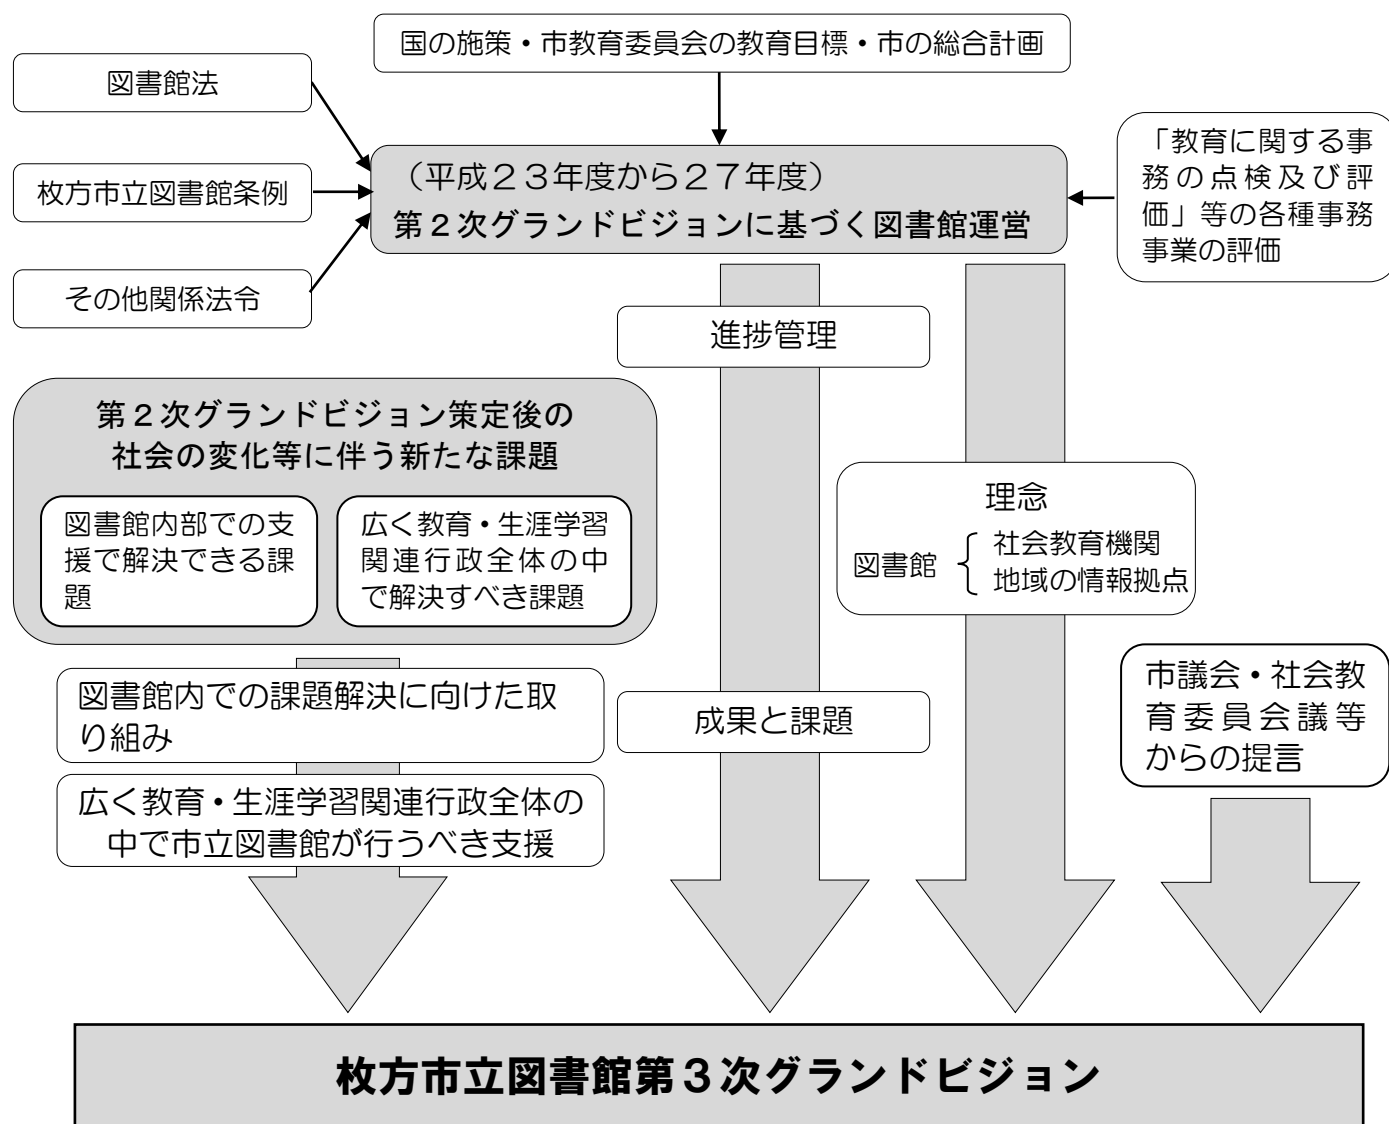 国の施策・市教育委員会の教育目標・市の総合計画
図書館法
枚方市立図書館条例
その他関係法令
（平成２３年度から２７年度）
第２次グランドビジョンに基づく図書館運営
「教育に関する事
務の点検及び評
価」等の各種事務
事業の評価
進捗管理
第２次グランドビジョン策定後の
社会の変化等に伴う新たな課題
図書館内部での支
援で解決できる課
題
広く教育・生涯学習
関連行政全体の中
で解決すべき課題
理念
図書館
社会教育機関
地域の情報拠点
図書館内での課題解決に向けた取
り組み
広く教育・生涯学習関連行政全体の
中で市立図書館が行うべき支援
成果と課題
市議会・社会教
育委員会議等
からの提言
枚方市立図書館第３次グランドビジョン